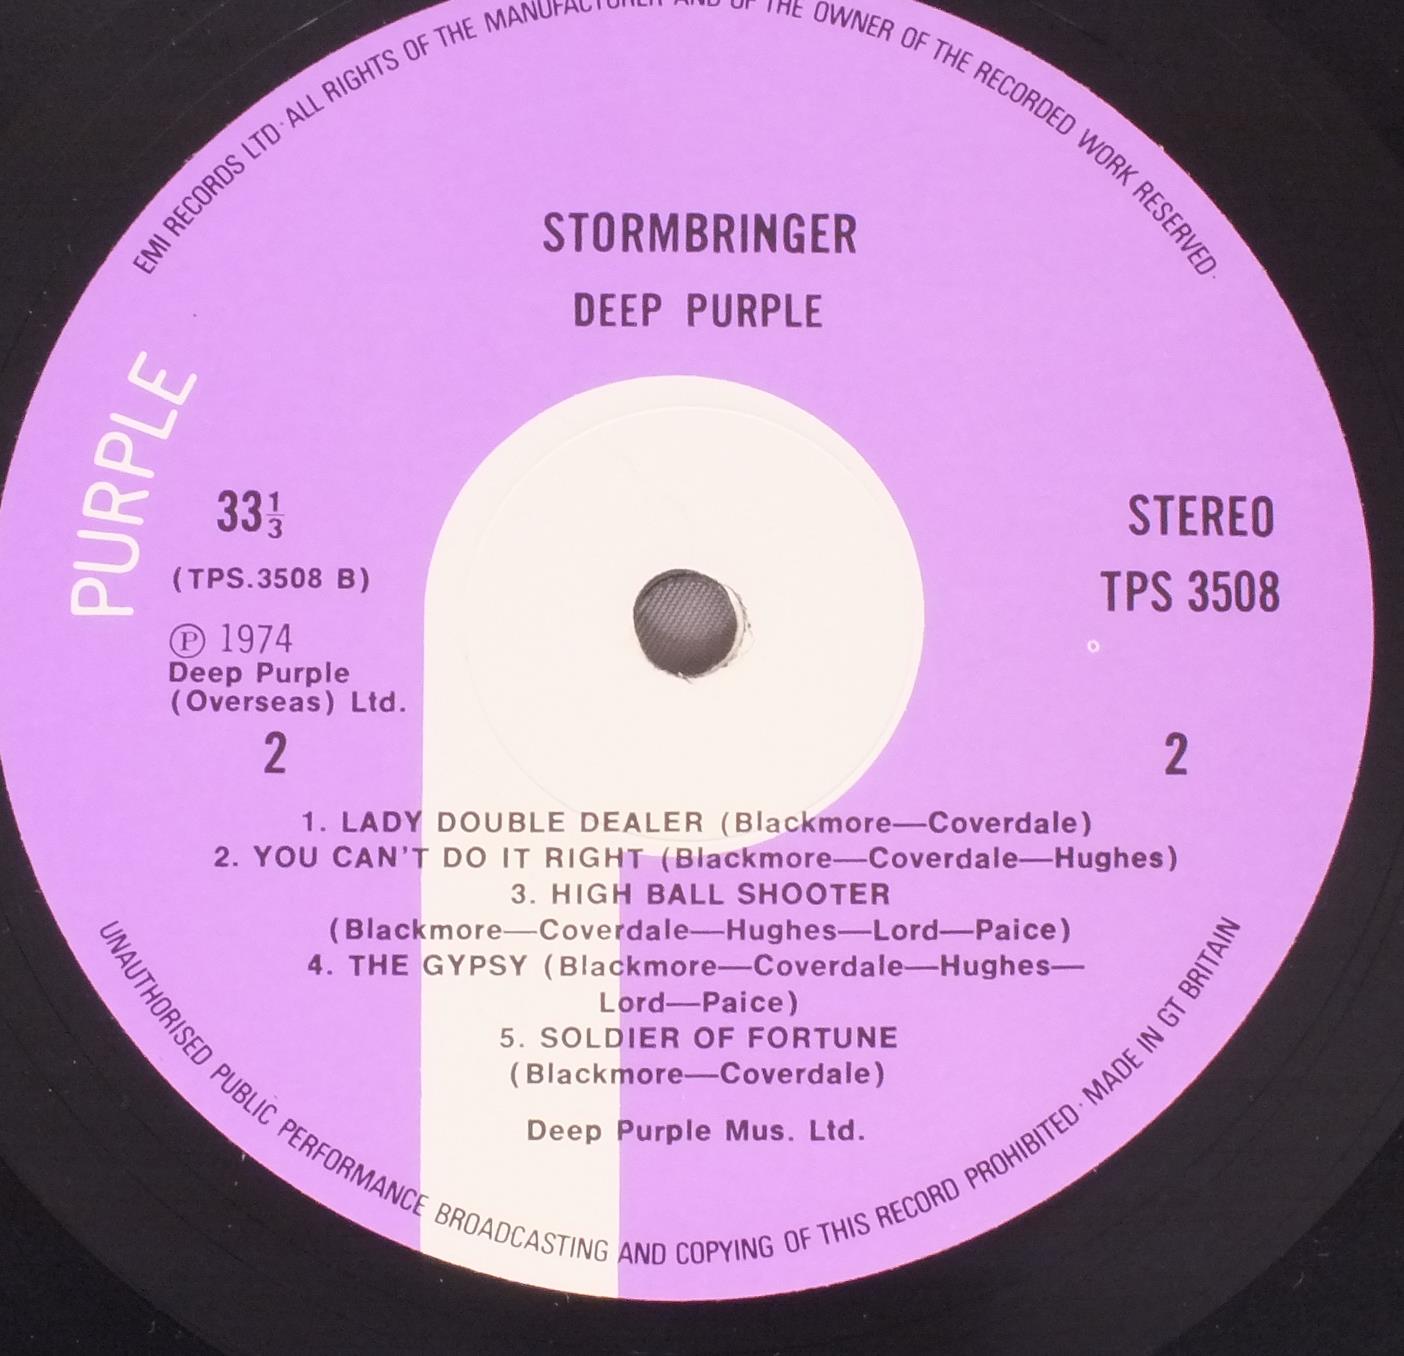 EMI RECORDS LTD · ALL RIGHTS OF THE MANUFACTURER AND OF THE OWNER OF THE RECORDED WORK RESERVED ·
STORMBRINGER
DEEP PURPLE
PURPLE
33⅓
(TPS.3508 B)
Ⓟ 1974
Deep Purple
(Overseas) Ltd.
2
STEREO
TPS 3508
2
1. LADY DOUBLE DEALER (Blackmore—Coverdale)
2. YOU CAN'T DO IT RIGHT (Blackmore—Coverdale—Hughes)
3. HIGH BALL SHOOTER
(Blackmore—Coverdale—Hughes—Lord—Paice)
4. THE GYPSY (Blackmore—Coverdale—Hughes—
Lord—Paice)
5. SOLDIER OF FORTUNE
(Blackmore—Coverdale)
Deep Purple Mus. Ltd.
UNAUTHORISED PUBLIC PERFORMANCE BROADCASTING AND COPYING OF THIS RECORD PROHIBITED · MADE IN GT BRITAIN